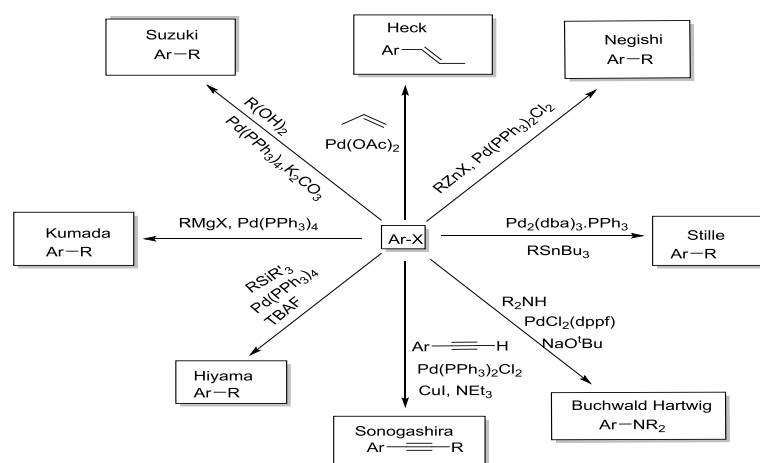 Suzuki
Ar–R
Heck
Ar
Negishi
Ar–R
R(OH)₂
Pd(PPh₃)₄,K₂CO₃
Pd(OAc)₂
RZnX, Pd(PPh₃)₂Cl₂
Kumada
Ar–R
RMgX, Pd(PPh₃)₄
Ar-X
Pd₂(dba)₃.PPh₃
RSnBu₃
Stille
Ar–R
RSiR'₃
Pd(PPh₃)₄
TBAF
R₂NH
PdCl₂(dppf)
NaOᵗBu
Ar H
Pd(PPh₃)₂Cl₂
CuI, NEt₃
Hiyama
Ar–R
Sonogashira
Ar R
Buchwald Hartwig
Ar–NR₂